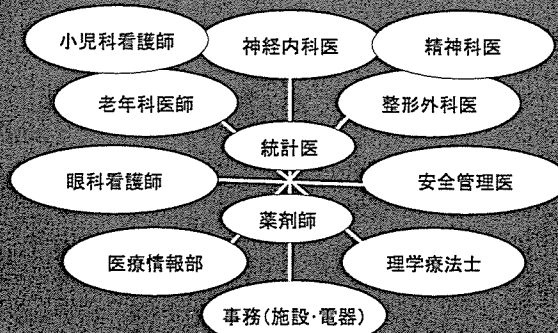 小児科看護師
神経内科医
精神科医
老年科医師
整形外科医
統計医
眼科看護師
安全管理医
薬剤師
医療情報部
理学療法士
事務(施設・電器)